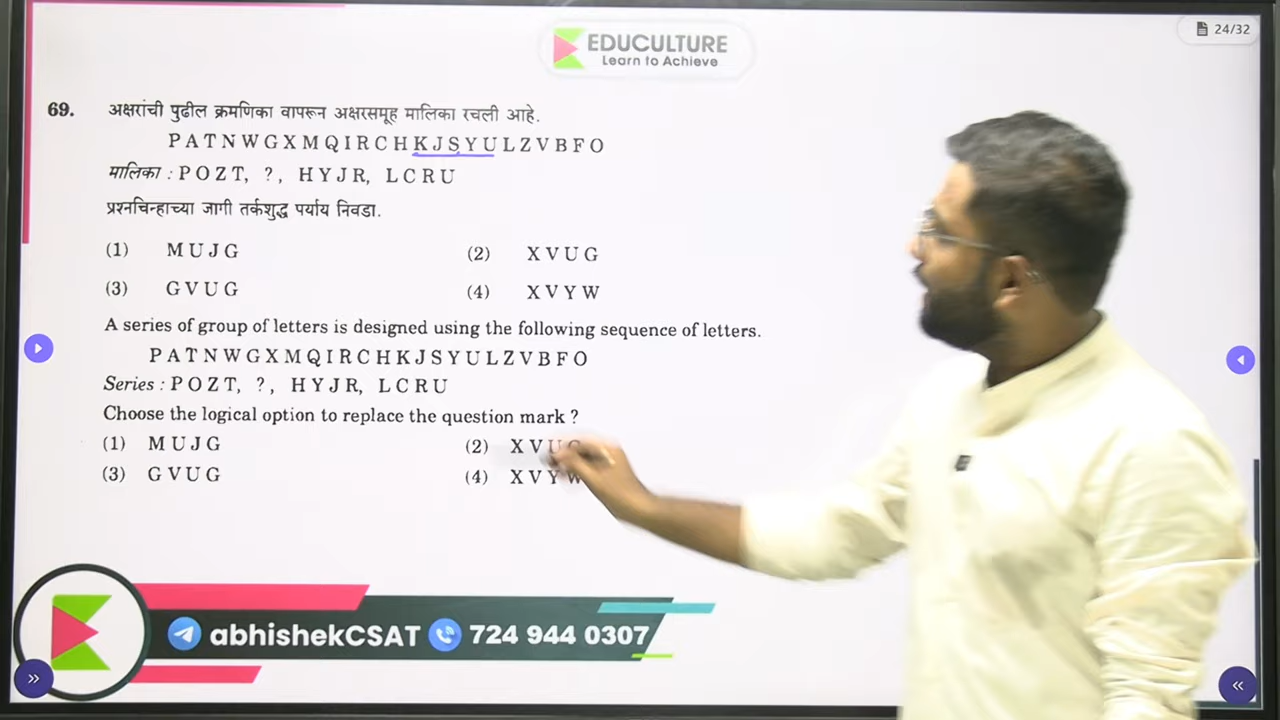 EDUCULTURE
Learn to Achieve
24/32
69. अक्षरांची पुढील क्रमणिका वापरून अक्षरसमूह मालिका रचली आहे.
P A T N W G X M Q I R C H K J S Y U L Z V B F O
मालिका : P O Z T, ?, H Y J R, L C R U
प्रश्नचिन्हाच्या जागी तर्कशुद्ध पर्याय निवडा.
(1) M U J G (2) X V U G
(3) G V U G (4) X V Y W
A series of group of letters is designed using the following sequence of letters.
P A T N W G X M Q I R C H K J S Y U L Z V B F O
Series : P O Z T, ?, H Y J R, L C R U
Choose the logical option to replace the question mark ?
(1) M U J G (2) X V U
(3) G V U G (4) X V Y W
abhishekCSAT 724 944 0307